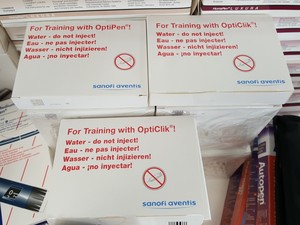 For Training with OptiPen®!
Water - do not inject!
Eau - ne pas injecter!
Wasser - nicht injizieren!
Agua - ¡no inyectar!
sanofi aventis
For Training with OptiClik®!
Water - do not inject!
Eau - ne pas injecter!
Wasser - nicht injizieren!
Agua - ¡no inyectar!
sanofi aventis
For Training with OptiClik®!
Water - do not inject!
Eau - ne pas injecter!
Wasser - nicht injizieren!
Agua - ¡no inyectar!
sanofi aventis
Autopen